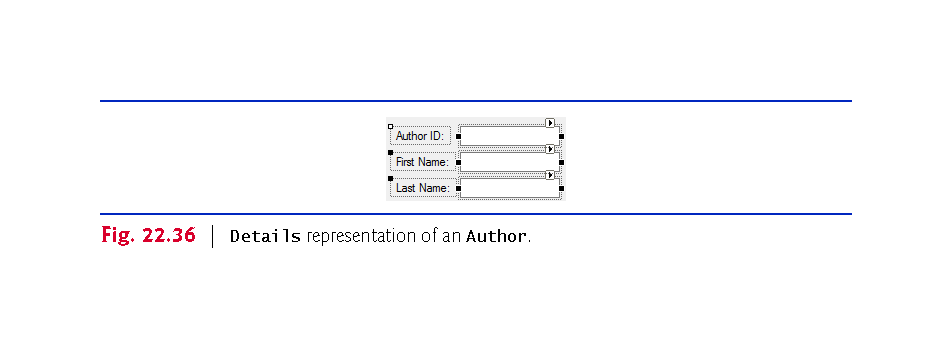 Author ID:
First Name:
Last Name:
Fig. 22.36 | Details representation of an Author.